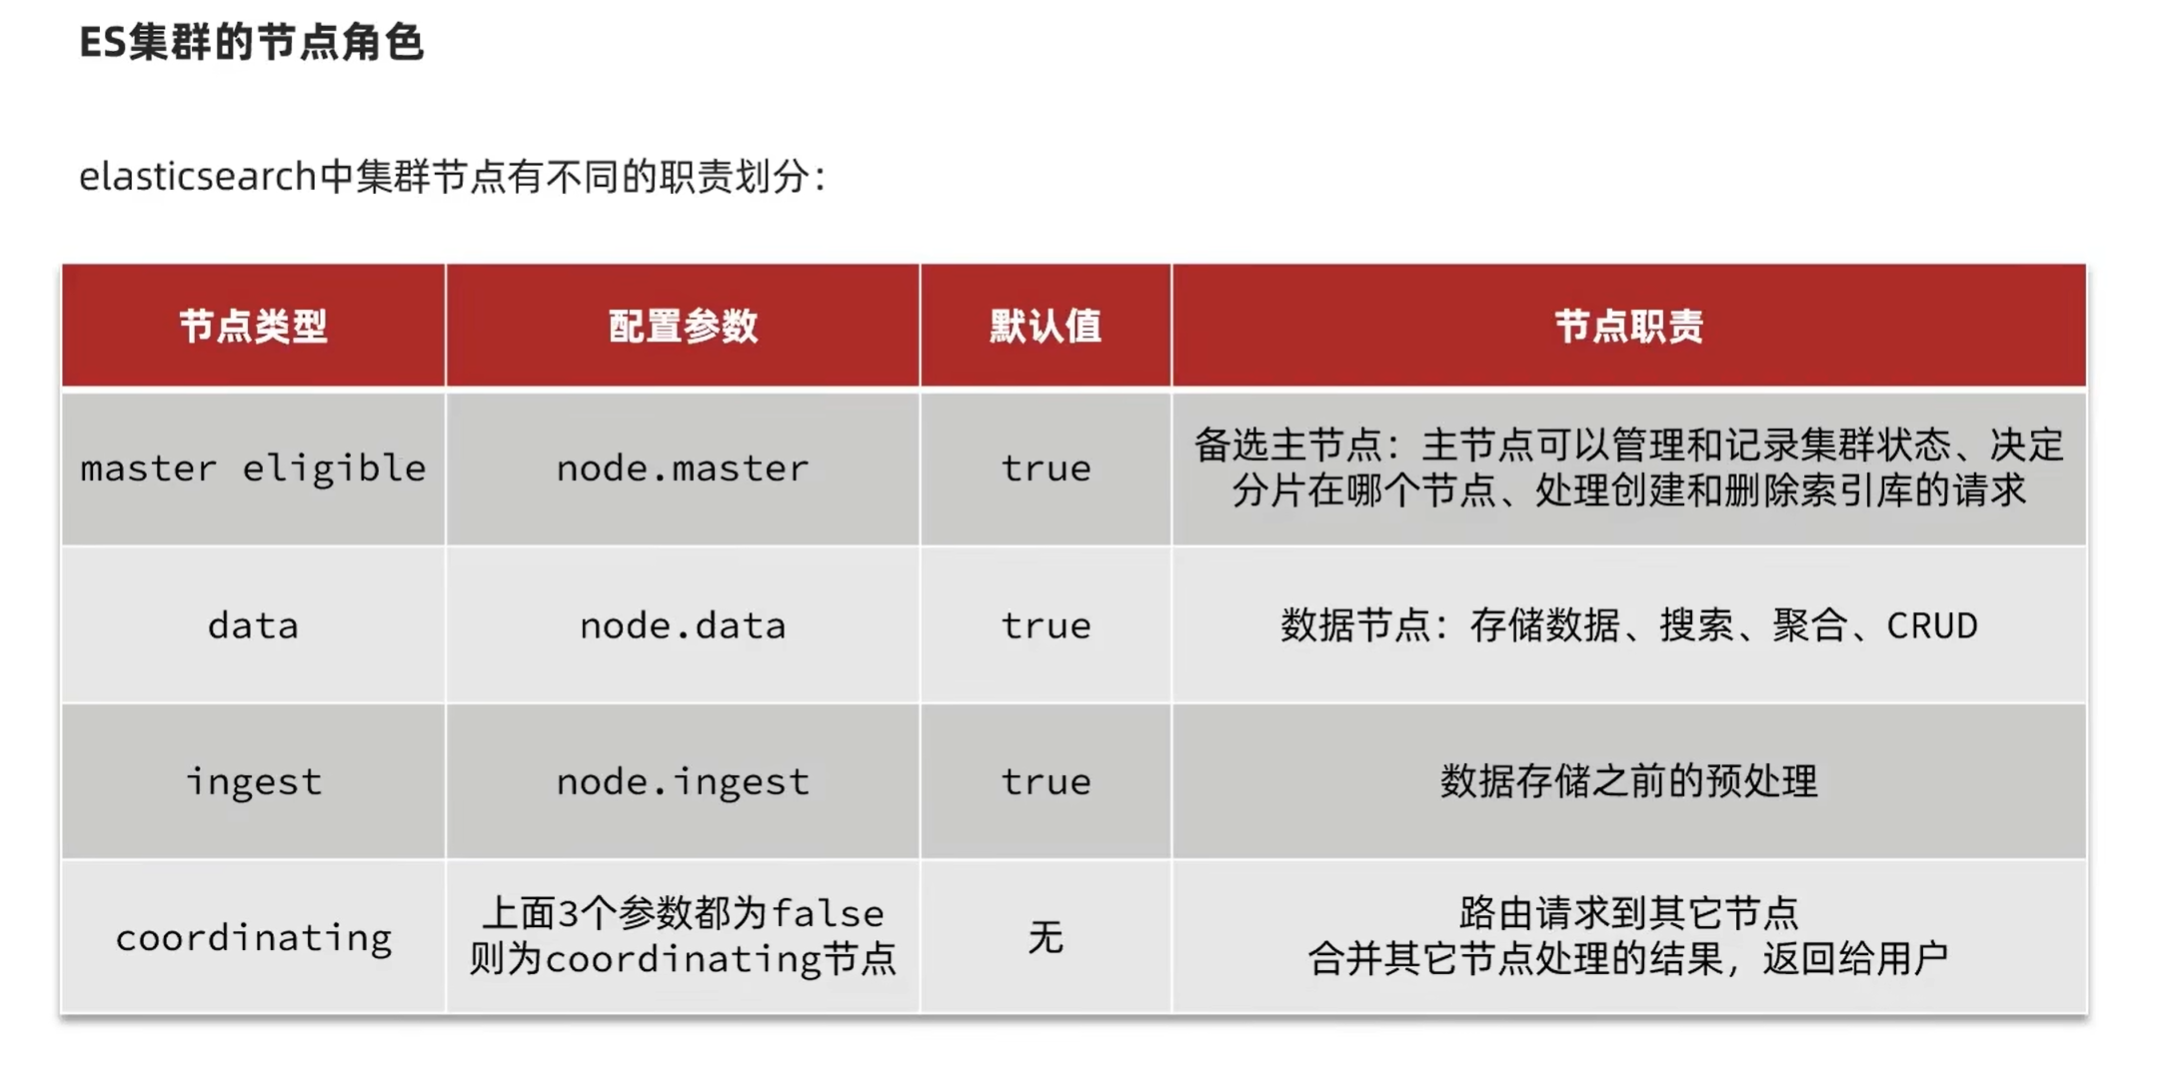 ES集群的节点角色
elasticsearch中集群节点有不同的职责划分：
节点类型 配置参数 默认值 节点职责
master eligible node.master true 备选主节点：主节点可以管理和记录集群状态、决定
分片在哪个节点、处理创建和删除索引库的请求
data node.data true 数据节点：存储数据、搜索、聚合、CRUD
ingest node.ingest true 数据存储之前的预处理
coordinating
上面3个参数都为false
则为coordinating节点
无
路由请求到其它节点
合并其它节点处理的结果，返回给用户